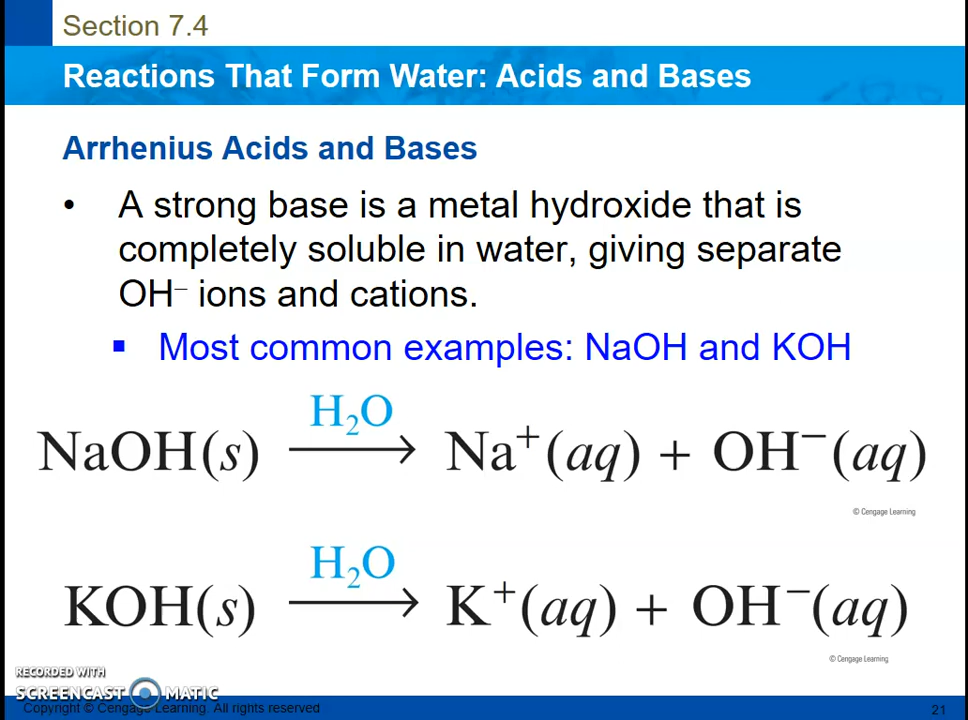 Section 7.4
Reactions That Form Water: Acids and Bases
Arrhenius Acids and Bases
• A strong base is a metal hydroxide that is
completely soluble in water, giving separate
OH⁻ ions and cations.
▪ Most common examples: NaOH and KOH
H₂O
NaOH(s) ⟶ Na⁺(aq) + OH⁻(aq)
© Cengage Learning
H₂O
KOH(s) ⟶ K⁺(aq) + OH⁻(aq)
© Cengage Learning
RECORDED WITH
SCREENCAST MATIC
Copyright © Cengage Learning. All rights reserved
21